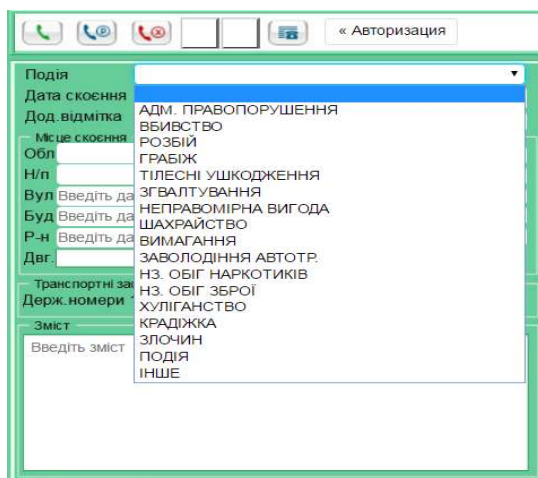 « Авторизация
Подія
Дата скоєння
Дод.відмітка
АДМ. ПРАВОПОРУШЕННЯ
ВБИВСТВО
РОЗБІЙ
ГРАБІЖ
ТІЛЕСНІ УШКОДЖЕННЯ
ЗГВАЛТУВАННЯ
НЕПРАВОМІРНА ВИГОДА
ШАХРАЙСТВО
ВИМАГАННЯ
ЗАВОЛОДІННЯ АВТОТР.
НЗ. ОБІГ НАРКОТИКІВ
НЗ. ОБІГ ЗБРОЇ
ХУЛІГАНСТВО
КРАДІЖКА
ЗЛОЧИН
ПОДІЯ
ІНШЕ
Місце скоєння
Обл
Н/п
Вул Введіть да
Буд Введіть да
Р-н Введіть да
Двг.
Транспортні за
Держ.номери
Зміст
Введіть зміст